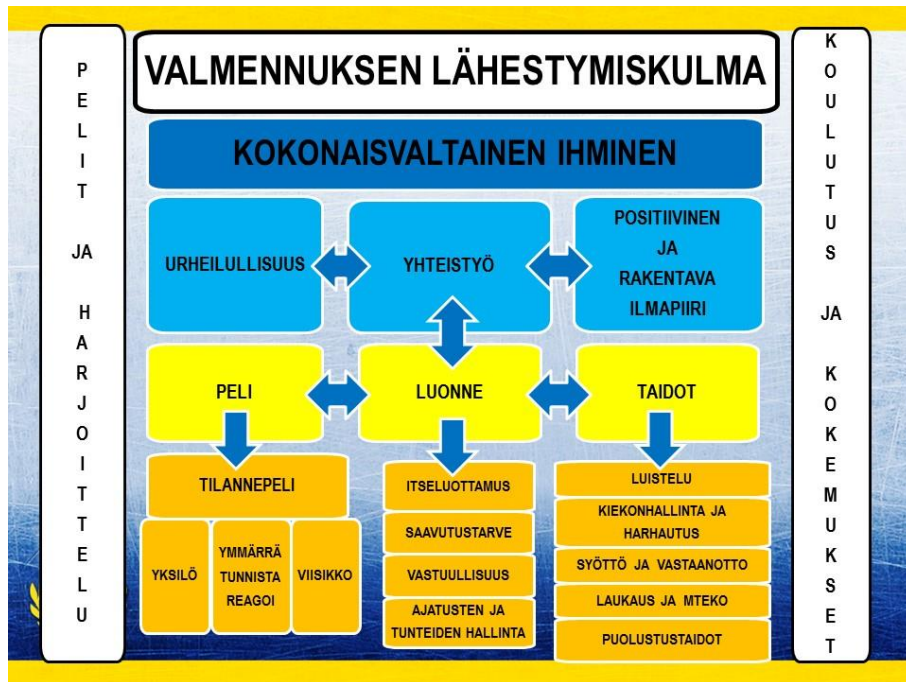 VALMENNUKSEN LÄHESTYMISKULMA
PELIT JA HARJOITTELU
KOULUTUS JA KOKEMUKSET
KOKONAISVALTAINEN IHMINEN
URHEILULLISUUS
YHTEISTYÖ
POSITIIVINEN
JA
RAKENTAVA
ILMAPIIRI
PELI
LUONNE
TAIDOT
TILANNEPELI
YKSILÖ
YMMÄRRÄ
TUNNISTA
REAGOI
VIISIKKO
ITSELUOTTAMUS
SAAVUTUSTARVE
VASTUULLISUUS
AJATUSTEN JA
TUNTEIDEN HALLINTA
LUISTELU
KIEKONHALLINTA JA
HARHAUTUS
SYÖTTÖ JA VASTAANOTTO
LAUKAUS JA MTEKO
PUOLUSTUSTAIDOT